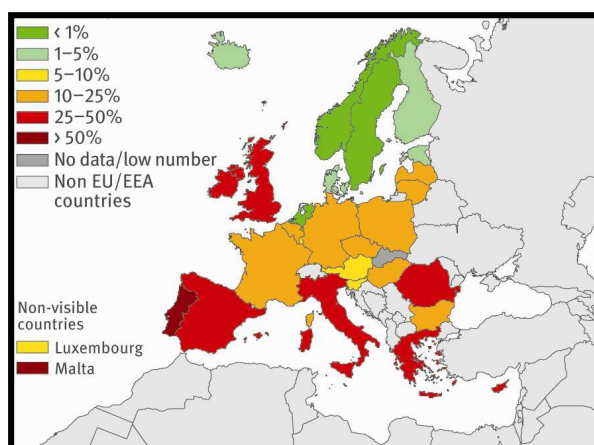 < 1%
1–5%
5–10%
10–25%
25–50%
> 50%
No data/low number
Non EU/EEA
countries
Non-visible
countries
Luxembourg
Malta